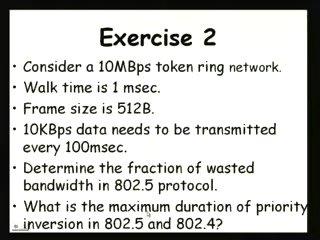 Exercise 2
• Consider a 10MBps token ring network.
• Walk time is 1 msec.
• Frame size is 512B.
• 10KBps data needs to be transmitted
every 100msec.
• Determine the fraction of wasted
bandwidth in 802.5 protocol.
• What is the maximum duration of priority
inversion in 802.5 and 802.4?